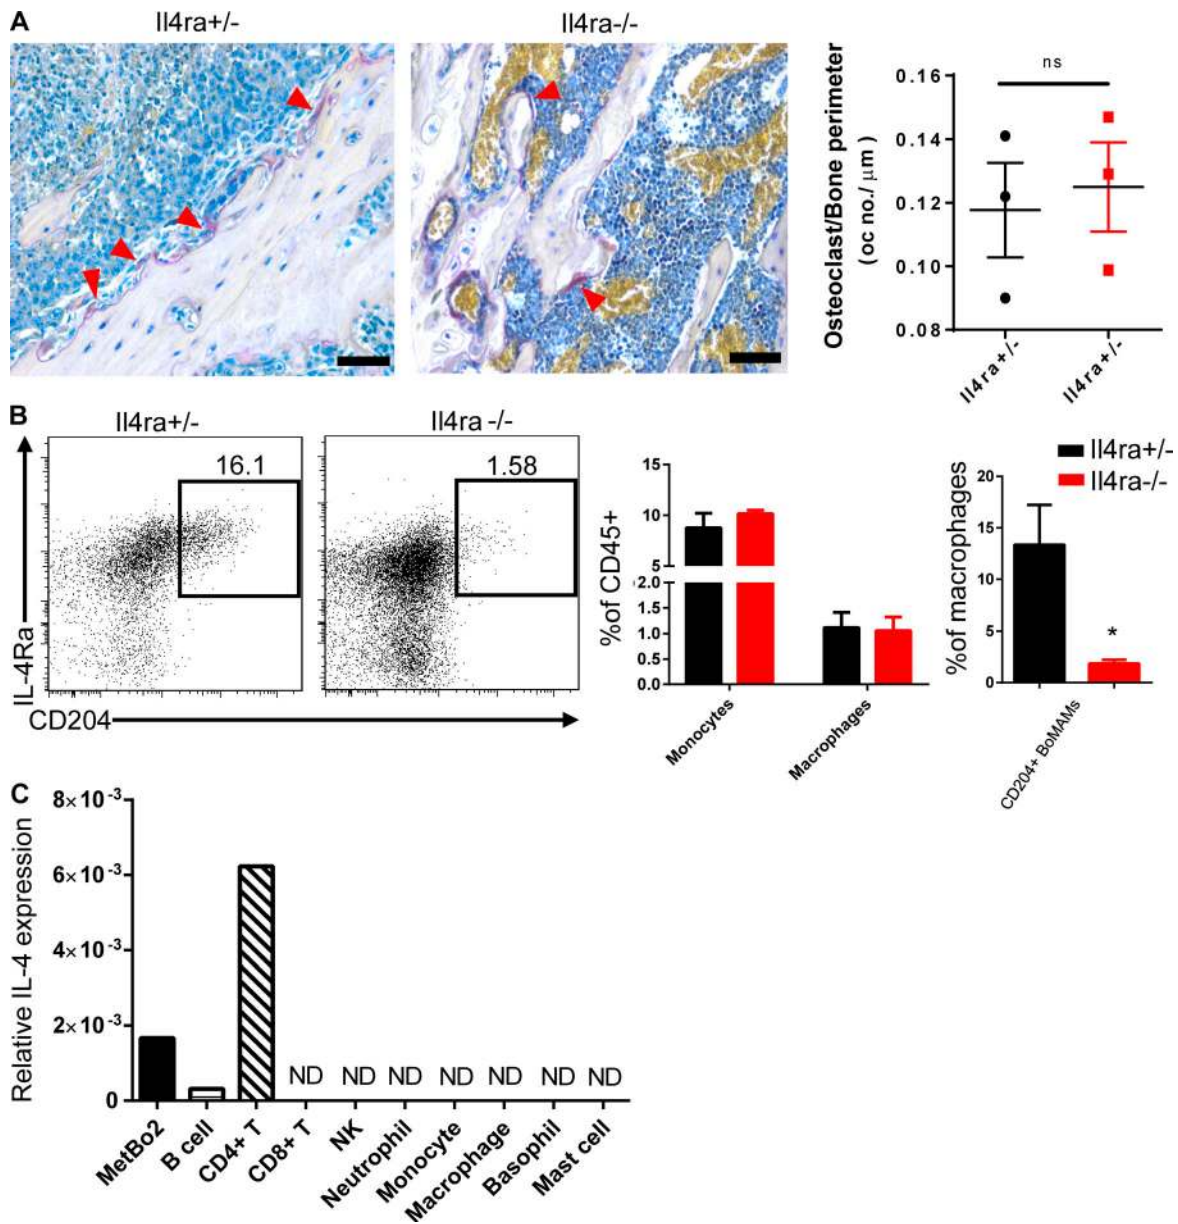 A
Il4ra+/-
Il4ra-/-
Osteoclast/Bone perimeter
(oc no./ μm)
0.16
0.14
0.12
0.10
0.08
ns
Il4ra+/-
Il4ra+/-
B
Il4ra+/-
Il4ra -/-
16.1
1.58
IL-4Ra
CD204
%of CD45+
15
10
5
2.0
1.5
1.0
0.5
0.0
Monocytes
Macrophages
Il4ra+/-
Il4ra-/-
%of macrophages
20
15
10
5
0
*
CD204+ BoMAMs
C
Relative IL-4 expression
8×10⁻³
6×10⁻³
4×10⁻³
2×10⁻³
0
ND ND ND ND ND ND ND
MetBo2
B cell
CD4+ T
CD8+ T
NK
Neutrophil
Monocyte
Macrophage
Basophil
Mast cell